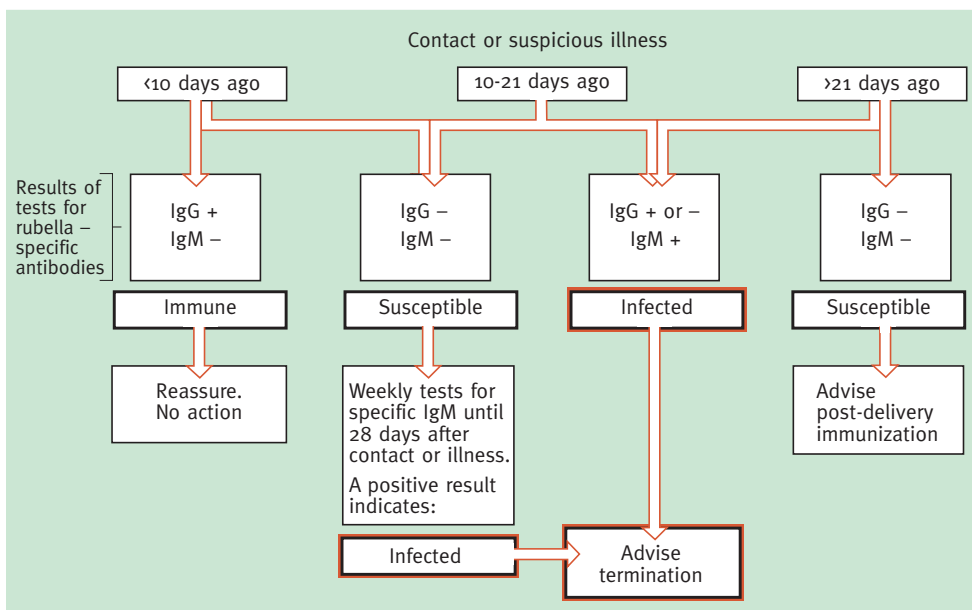 Contact or suspicious illness
<10 days ago
10-21 days ago
>21 days ago
Results of
tests for
rubella –
specific
antibodies
IgG +
IgM –
IgG –
IgM –
IgG + or –
IgM +
IgG –
IgM –
Immune
Susceptible
Infected
Susceptible
Reassure.
No action
Weekly tests for
specific IgM until
28 days after
contact or illness.
A positive result
indicates:
Advise
post-delivery
immunization
Infected
Advise
termination